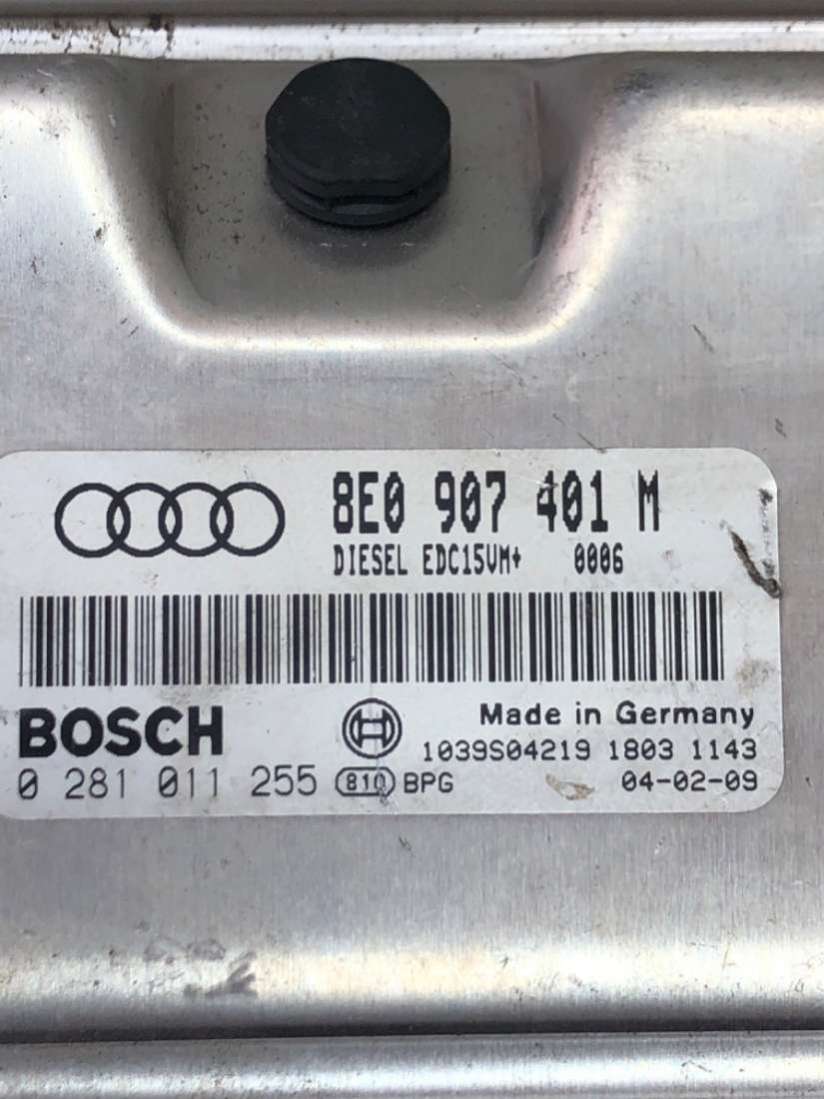 8E0 907 401 M
DIESEL EDC15VM+ 0006
BOSCH
Made in Germany
1039S04219 1803 1143
0 281 011 255 810 BPG 04-02-09